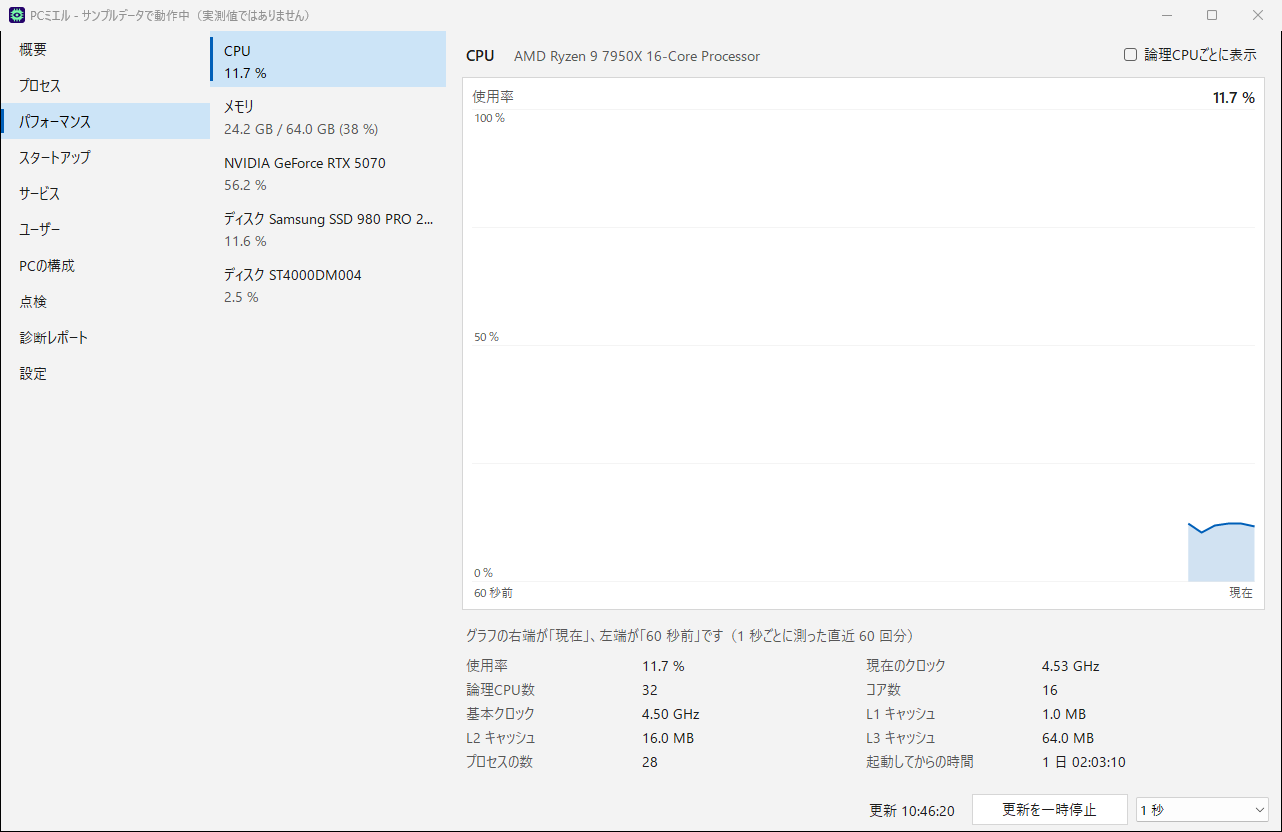 PCミエル - サンプルデータで動作中（実測値ではありません）
概要
プロセス
パフォーマンス
スタートアップ
サービス
ユーザー
PCの構成
点検
診断レポート
設定
CPU
11.7 %
メモリ
24.2 GB / 64.0 GB (38 %)
NVIDIA GeForce RTX 5070
56.2 %
ディスク Samsung SSD 980 PRO 2...
11.6 %
ディスク ST4000DM004
2.5 %
CPU AMD Ryzen 9 7950X 16-Core Processor
論理CPUごとに表示
使用率 11.7 %
100 %
50 %
0 %
60 秒前 現在
グラフの右端が「現在」、左端が「60 秒前」です（1 秒ごとに測った直近 60 回分）
使用率 11.7 % 現在のクロック 4.53 GHz
論理CPU数 32 コア数 16
基本クロック 4.50 GHz L1 キャッシュ 1.0 MB
L2 キャッシュ 16.0 MB L3 キャッシュ 64.0 MB
プロセスの数 28 起動してからの時間 1 日 02:03:10
更新 10:46:20 更新を一時停止 1 秒